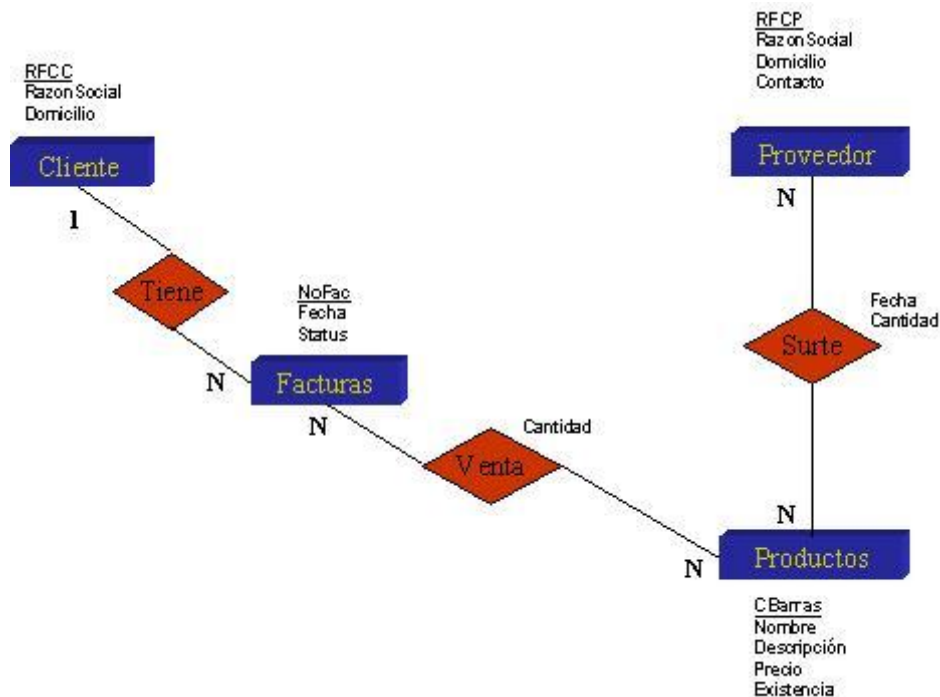 RFCC
Razon Social
Domicilio
Cliente
1
Tiene
N
NoFac
Fecha
Status
Facturas
N
Venta
Cantidad
N
RFCP
Razon Social
Domicilio
Contacto
Proveedor
N
Surte
Fecha
Cantidad
N
Productos
CBarras
Nombre
Descripción
Precio
Existencia